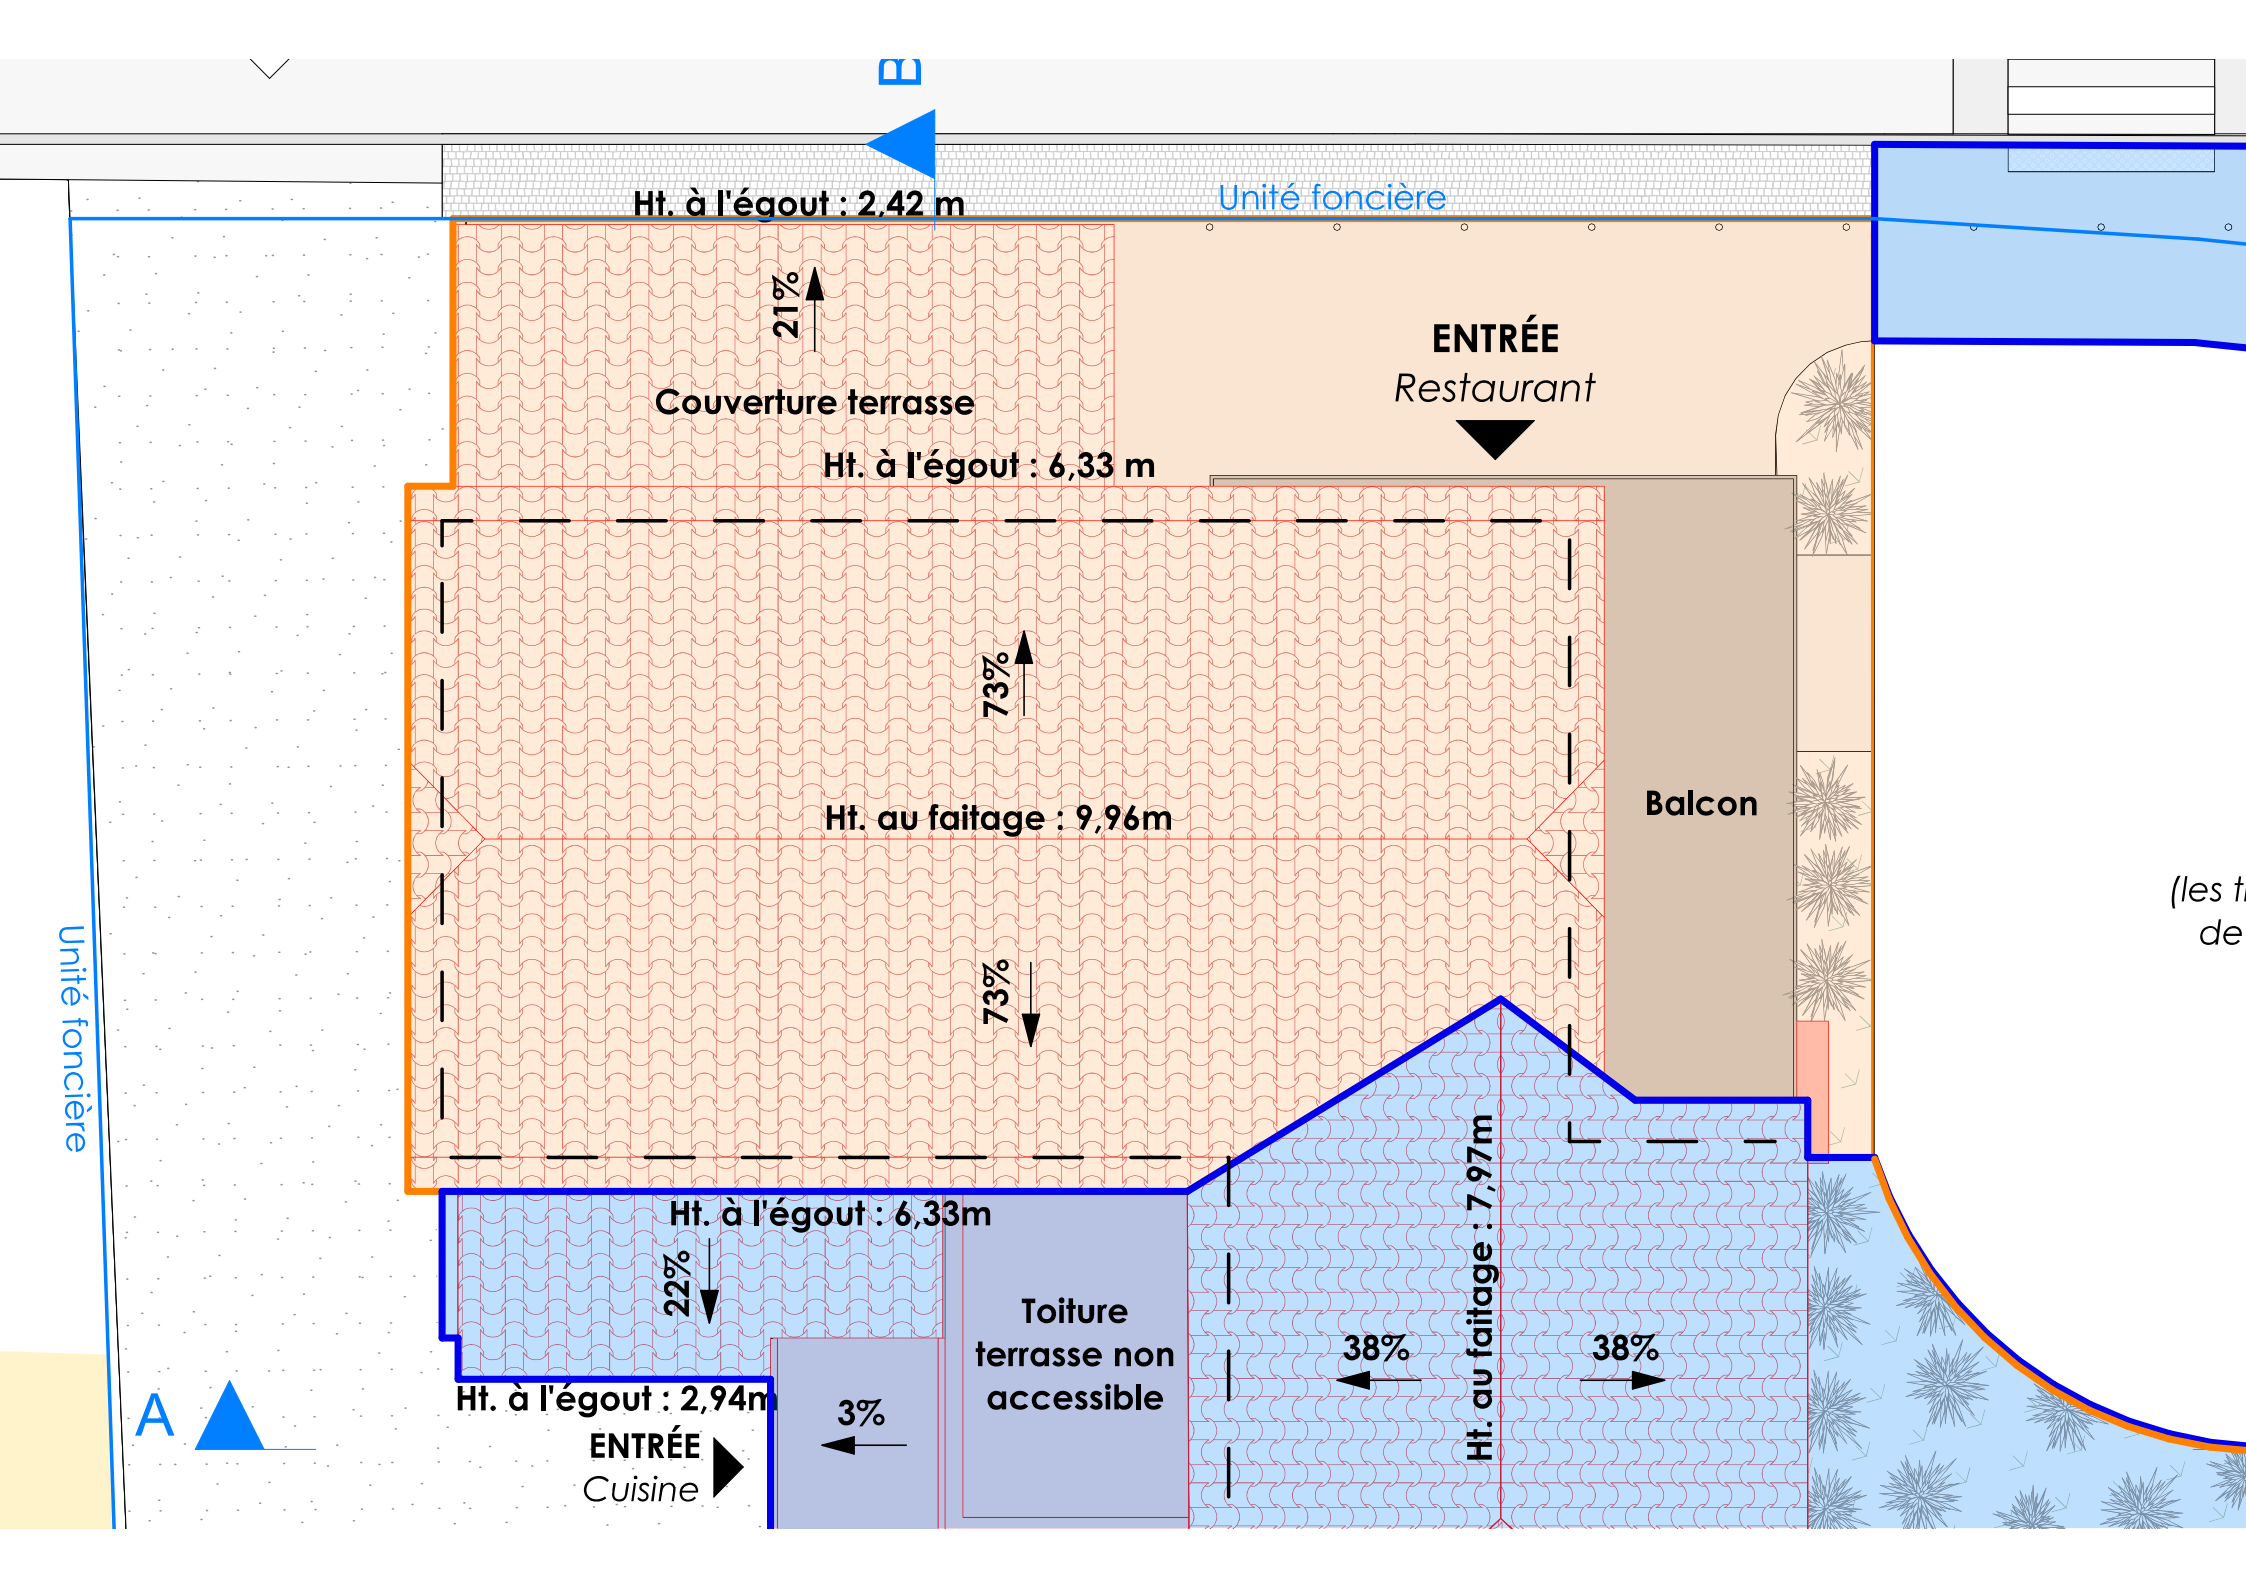 B
Ht. à l'égout : 2,42 m
Unité foncière
21%
ENTRÉE
Restaurant
Couverture terrasse
Ht. à l'égout : 6,33 m
73%
Ht. au faitage : 9,96m
Balcon
(les
de
Unité foncière
73%
Ht. au faitage : 7,97m
Ht. à l'égout : 6,33m
22%
Toiture
terrasse non
accessible
38%
38%
Ht. à l'égout : 2,94m
A
3%
ENTRÉE
Cuisine